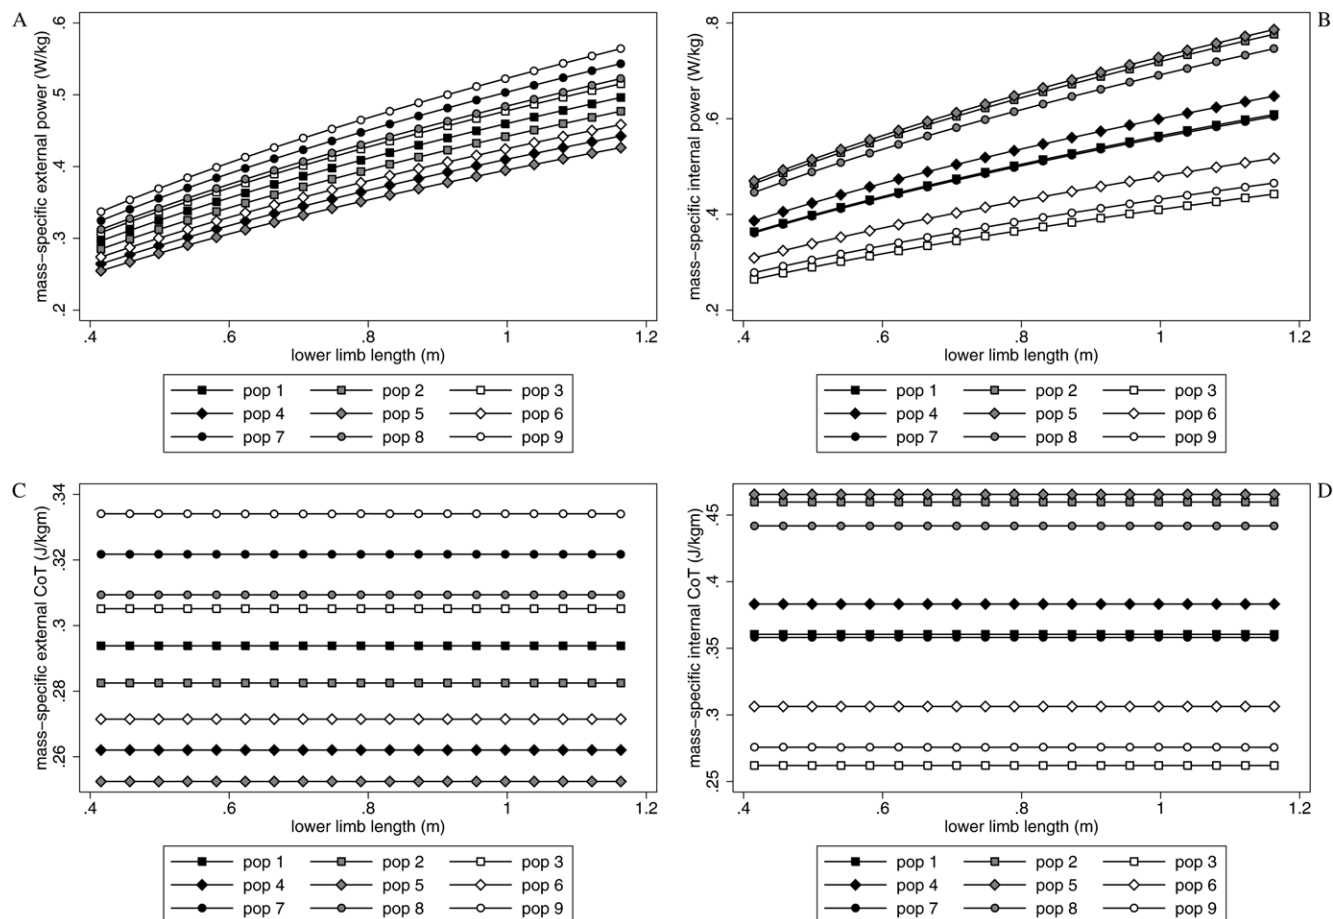 A
mass−specific external power (W/kg)
.6
.5
.4
.3
.2
.4 .6 .8 1 1.2
lower limb length (m)
pop 1 pop 2 pop 3
pop 4 pop 5 pop 6
pop 7 pop 8 pop 9
B
mass−specific internal power (W/kg)
.8
.6
.4
.2
.4 .6 .8 1 1.2
lower limb length (m)
pop 1 pop 2 pop 3
pop 4 pop 5 pop 6
pop 7 pop 8 pop 9
C
mass−specific external CoT (J/kgm)
.34
.32
.3
.28
.26
.4 .6 .8 1 1.2
lower limb length (m)
pop 1 pop 2 pop 3
pop 4 pop 5 pop 6
pop 7 pop 8 pop 9
D
mass−specific internal CoT (J/kgm)
.45
.4
.35
.3
.25
.4 .6 .8 1 1.2
lower limb length (m)
pop 1 pop 2 pop 3
pop 4 pop 5 pop 6
pop 7 pop 8 pop 9